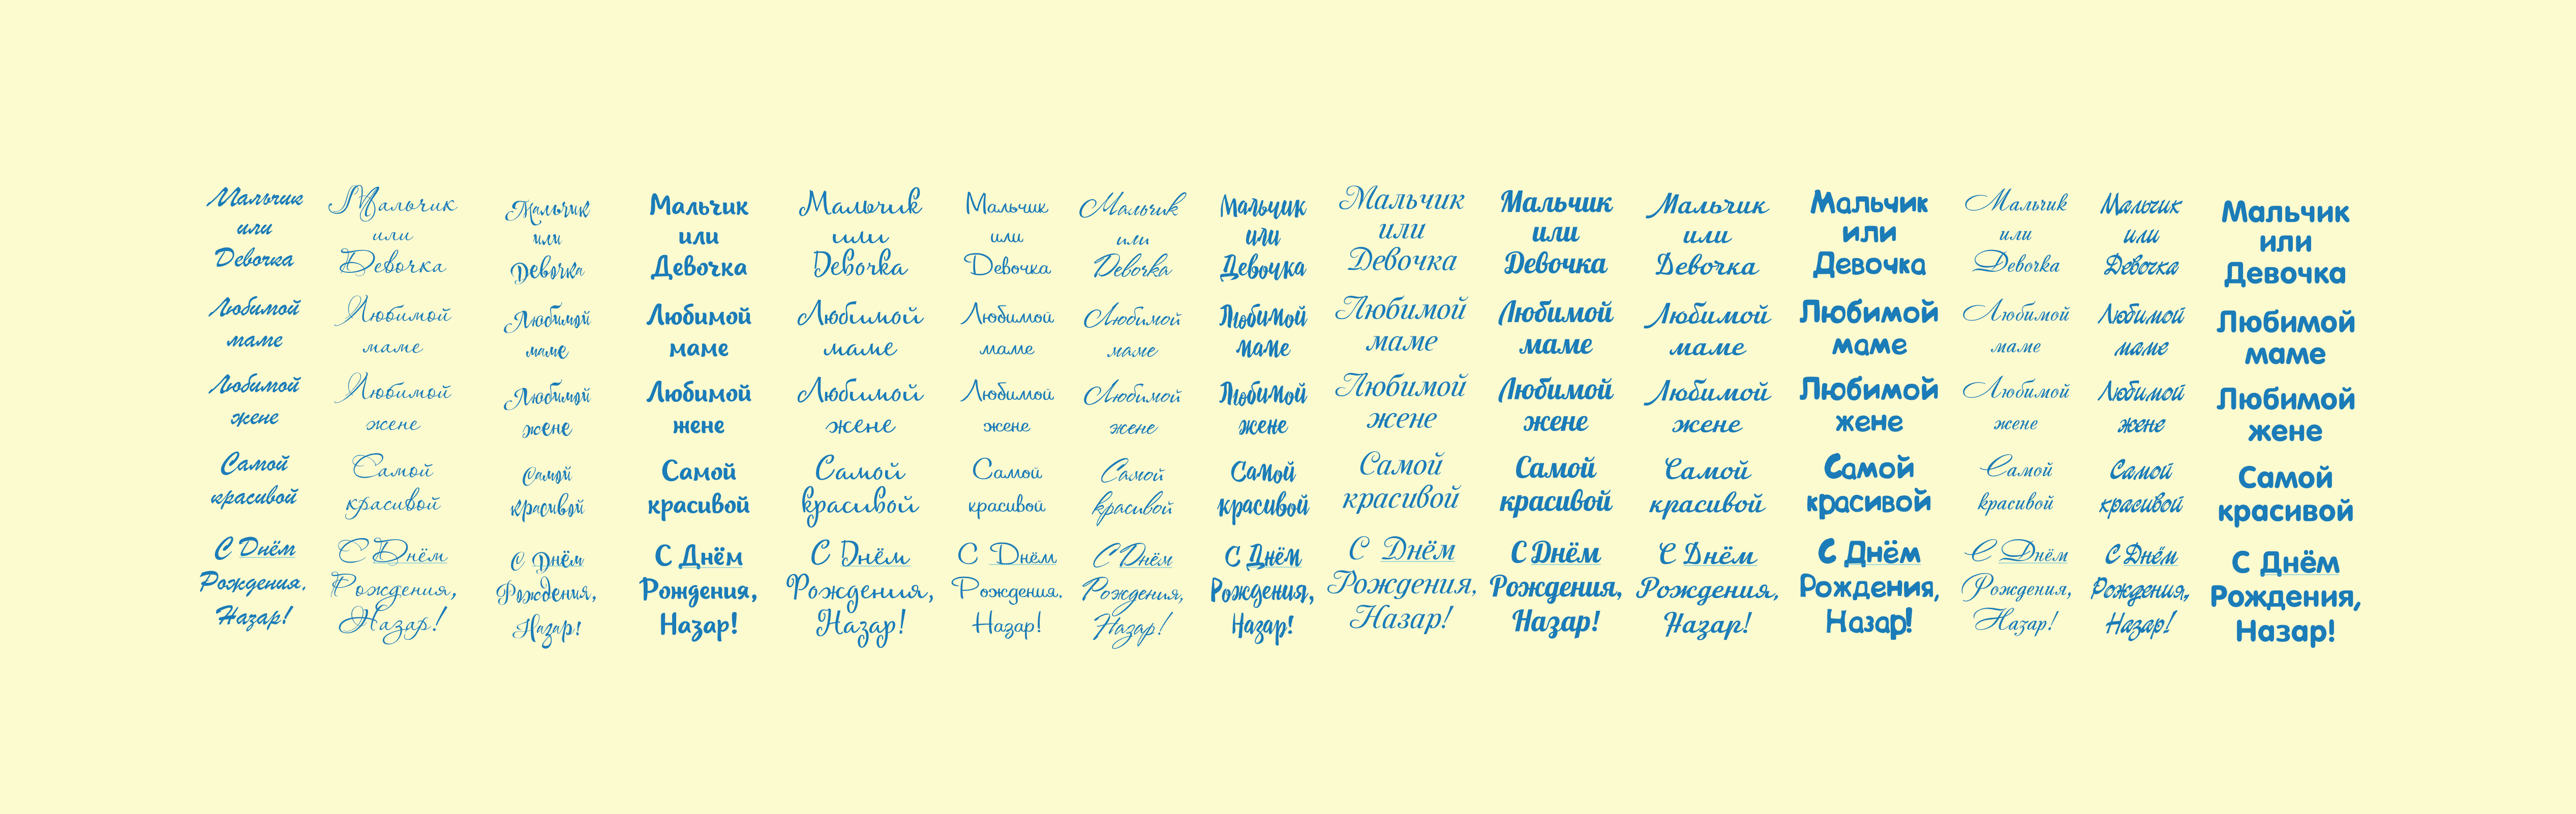 Мальчик Мальчик Мальчик Мальчик Мальчик Мальчик Мальчик Мальчик Мальчик Мальчик Мальчик Мальчик Мальчик Мальчик Мальчик
или или или или или или или или или или или или или или или
Девочка Девочка Девочка Девочка Девочка Девочка Девочка Девочка Девочка Девочка Девочка Девочка Девочка Девочка Девочка
Любимой Любимой Любимой Любимой Любимой Любимой Любимой Любимой Любимой Любимой Любимой Любимой Любимой Любимой Любимой
маме маме маме маме маме маме маме маме маме маме маме маме маме маме маме
Любимой Любимой Любимой Любимой Любимой Любимой Любимой Любимой Любимой Любимой Любимой Любимой Любимой Любимой Любимой
жене жене жене жене жене жене жене жене жене жене жене жене жене жене жене
Самой Самой Самой Самой Самой Самой Самой Самой Самой Самой Самой Самой Самой Самой Самой
красивой красивой красивой красивой красивой красивой красивой красивой красивой красивой красивой красивой красивой красивой красивой
С Днём С Днём С Днём С Днём С Днём С Днём С Днём С Днём С Днём С Днём С Днём С Днём С Днём С Днём С Днём
Рождения, Рождения, Рождения, Рождения, Рождения, Рождения, Рождения, Рождения, Рождения, Рождения, Рождения, Рождения, Рождения, Рождения, Рождения,
Назар! Назар! Назар! Назар! Назар! Назар! Назар! Назар! Назар! Назар! Назар! Назар! Назар! Назар! Назар!